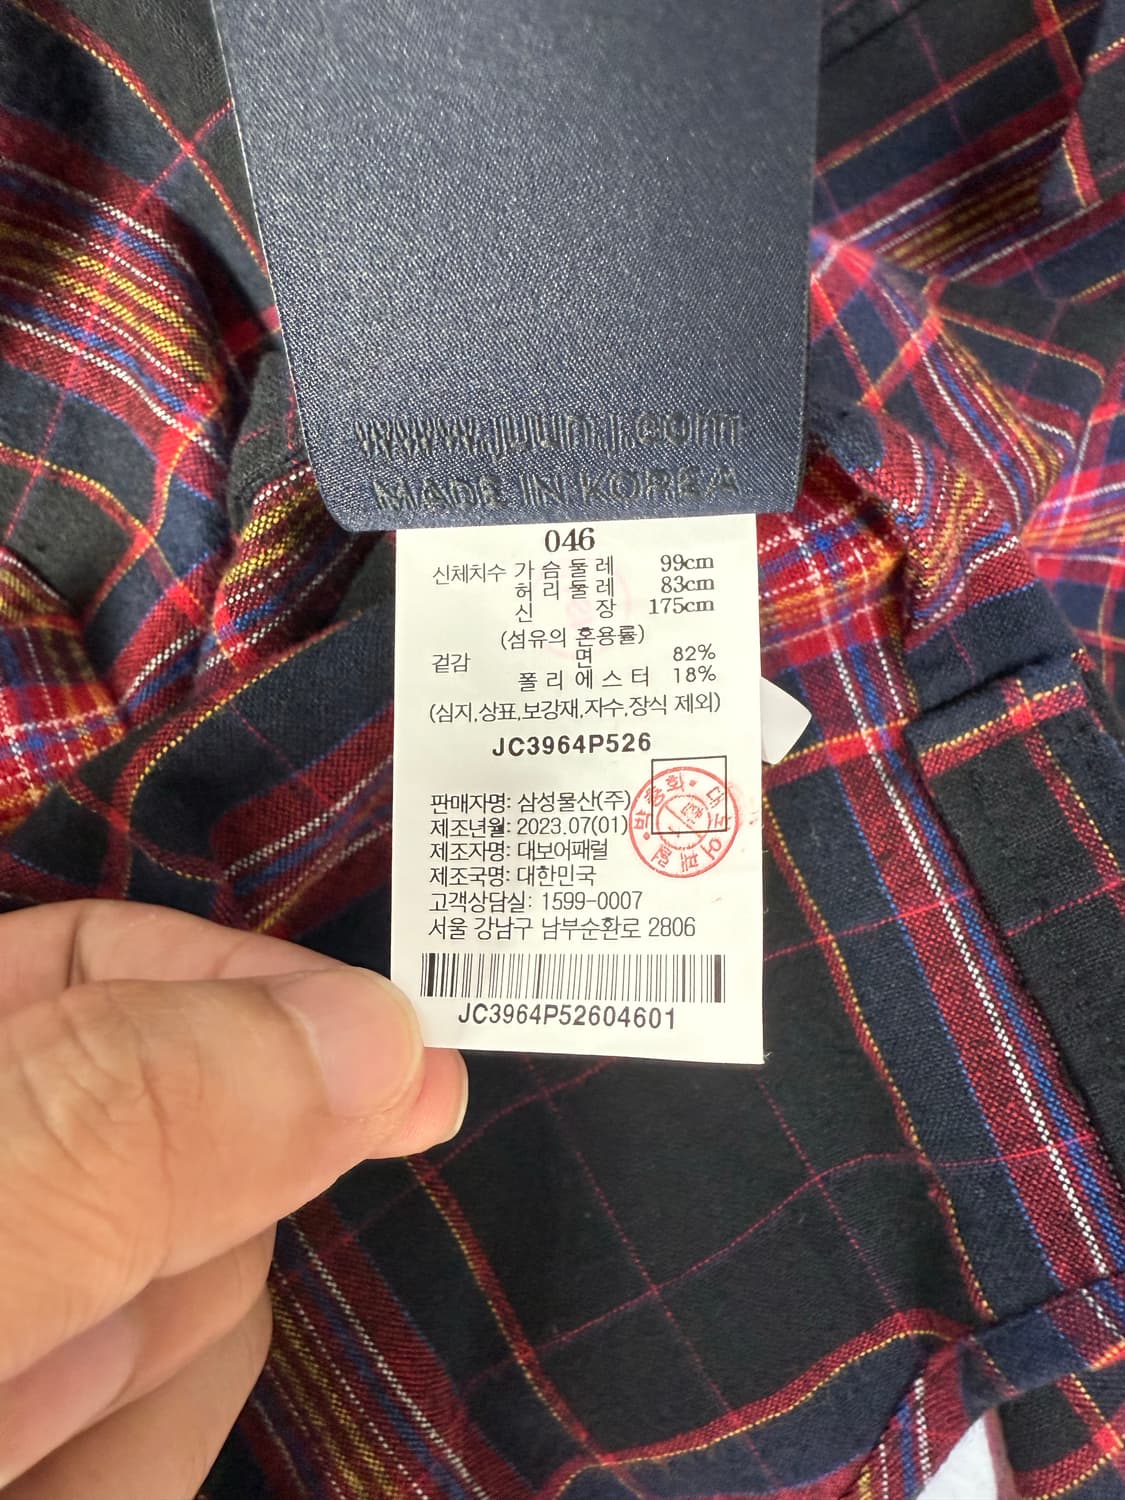 www.juunj.com
MADE IN KOREA
046
신체치수 가슴둘레 99cm
허리둘레 83cm
신 장 175cm
(섬유의 혼용률)
겉감 면 82%
폴리에스터 18%
(심지,상표,보강재,자수,장식 제외)
JC3964P526
판매자명: 삼성물산(주)
제조년월: 2023.07(01)
제조자명: 대보어패럴
제조국명: 대한민국
고객상담실: 1599-0007
서울 강남구 남부순환로 2806
JC3964P52604601